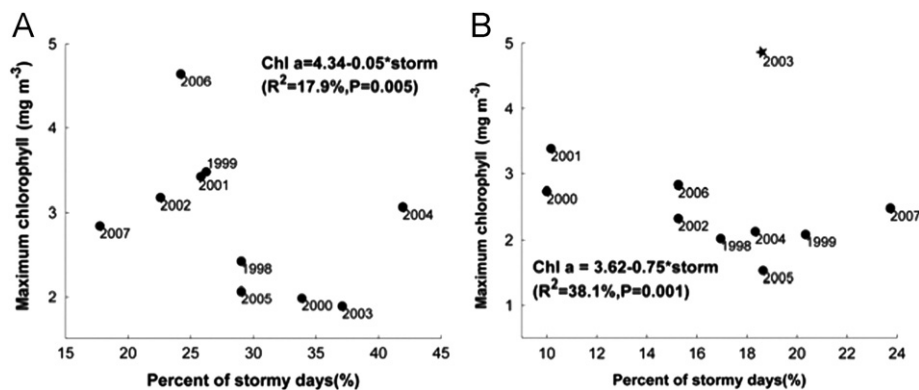 A
Chl a=4.34-0.05*storm
(R²=17.9%,P=0.005)
Maximum chlorophyll (mg m⁻³)
5
4
3
2
2006
1999
2001
2002
2004
2007
1998
2005
2000
2003
15 20 25 30 35 40 45
Percent of stormy days(%)
B
Maximum chlorophyll (mg m⁻³)
5
4
3
2
1
2003
2001
2000
2006
2002
2007
2004
1999
1998
2005
Chl a = 3.62-0.75*storm
(R²=38.1%,P=0.001)
10 12 14 16 18 20 22 24
Percent of stormy days(%)